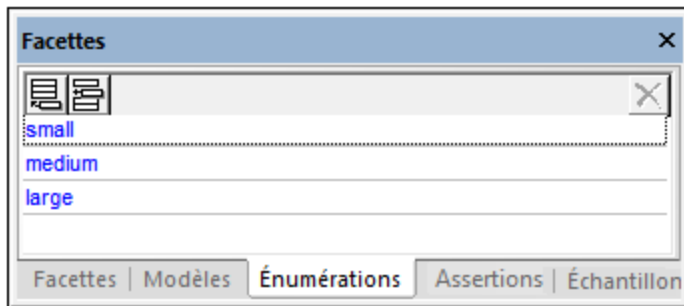 Facettes
small
medium
large
Facettes | Modèles Énumérations Assertions | Échantillon